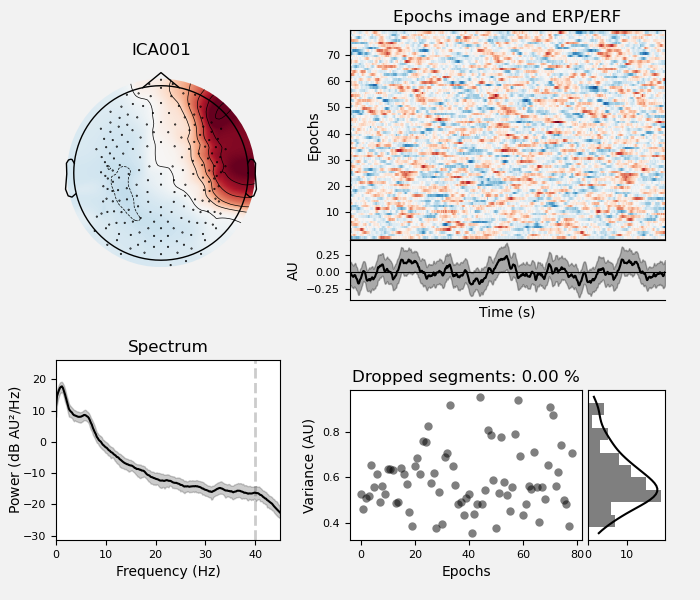 ICA001
Epochs image and ERP/ERF
Epochs
70
60
50
40
30
20
10
AU
0.25
0.00
−0.25
Time (s)
Spectrum
Power (dB AU²/Hz)
20
10
0
−10
−20
−30
0 10 20 30 40
Frequency (Hz)
Dropped segments: 0.00 %
Variance (AU)
0.8
0.6
0.4
0 20 40 60 80
Epochs
0 10